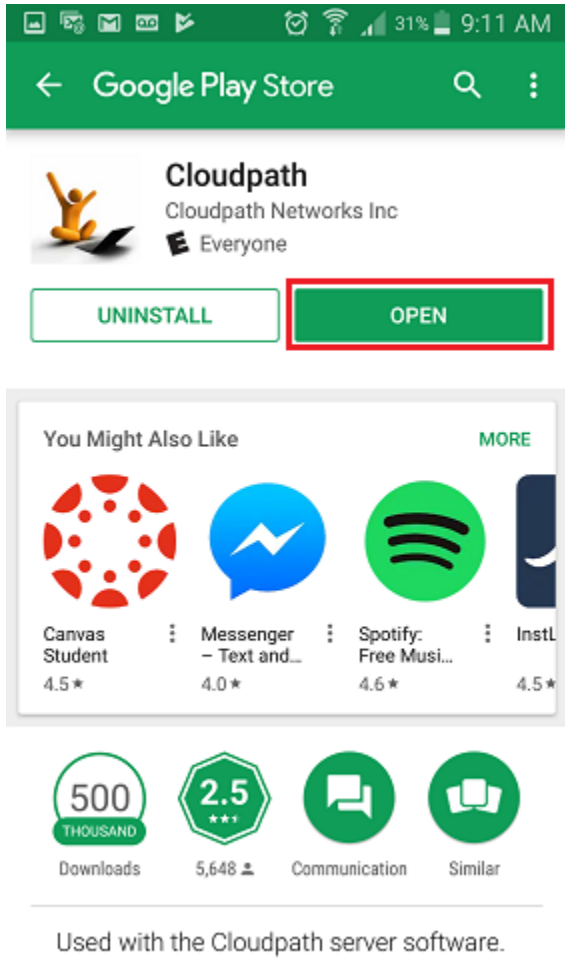 31% 9:11 AM
Google Play Store
Cloudpath
Cloudpath Networks Inc
E Everyone
UNINSTALL OPEN
You Might Also Like MORE
Canvas Student
Messenger – Text and...
Spotify: Free Musi...
InstL
4.5★ 4.0★ 4.6★ 4.5★
500 THOUSAND
2.5
Downloads 5,648 Communication Similar
Used with the Cloudpath server software.